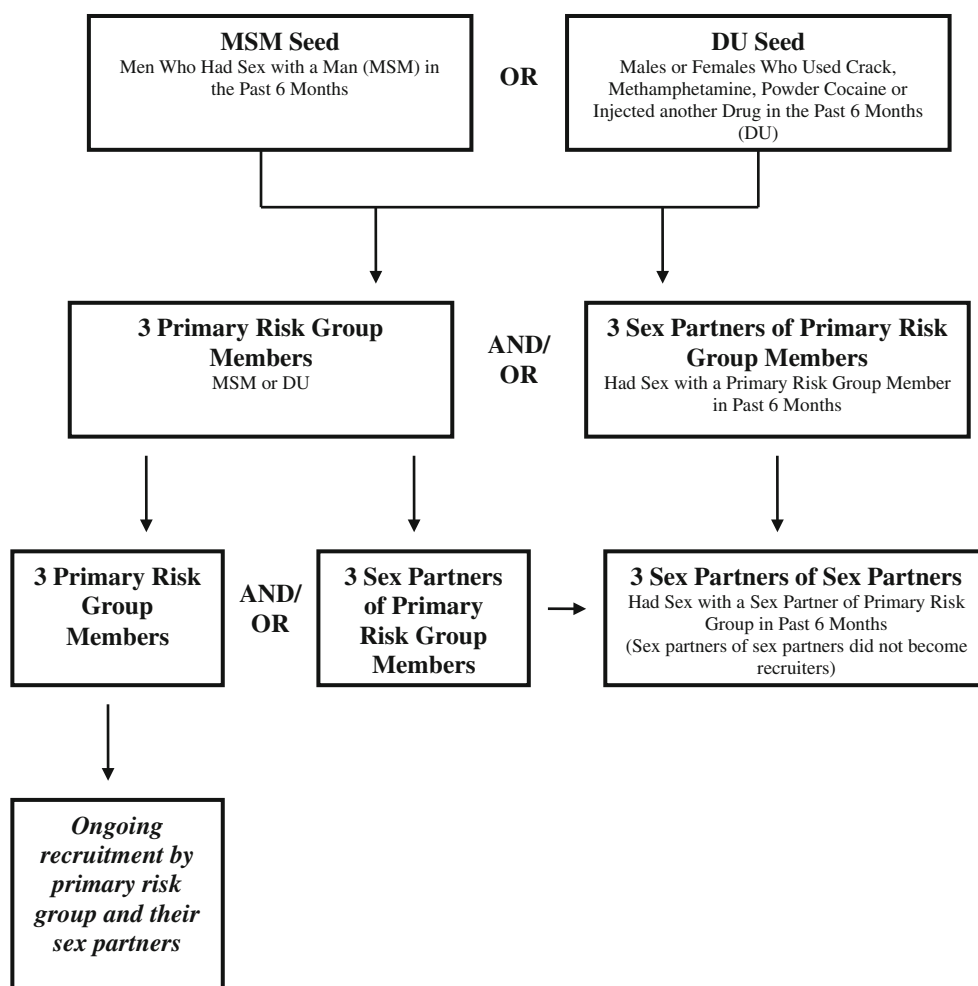 MSM Seed
Men Who Had Sex with a Man (MSM) in
the Past 6 Months
OR
DU Seed
Males or Females Who Used Crack,
Methamphetamine, Powder Cocaine or
Injected another Drug in the Past 6 Months
(DU)
3 Primary Risk Group
Members
MSM or DU
AND/
OR
3 Sex Partners of Primary Risk
Group Members
Had Sex with a Primary Risk Group Member
in Past 6 Months
3 Primary Risk
Group
Members
AND/
OR
3 Sex Partners
of Primary
Risk Group
Members
3 Sex Partners of Sex Partners
Had Sex with a Sex Partner of Primary Risk
Group in Past 6 Months
(Sex partners of sex partners did not become
recruiters)
Ongoing
recruitment by
primary risk
group and their
sex partners